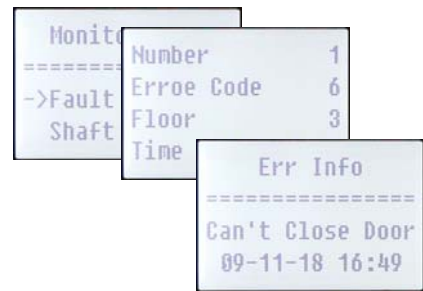 Monito
================
->Fault
Shaft
Number 1
Erroe Code 6
Floor 3
Time
Err Info
================
Can't Close Door
09-11-18 16:49